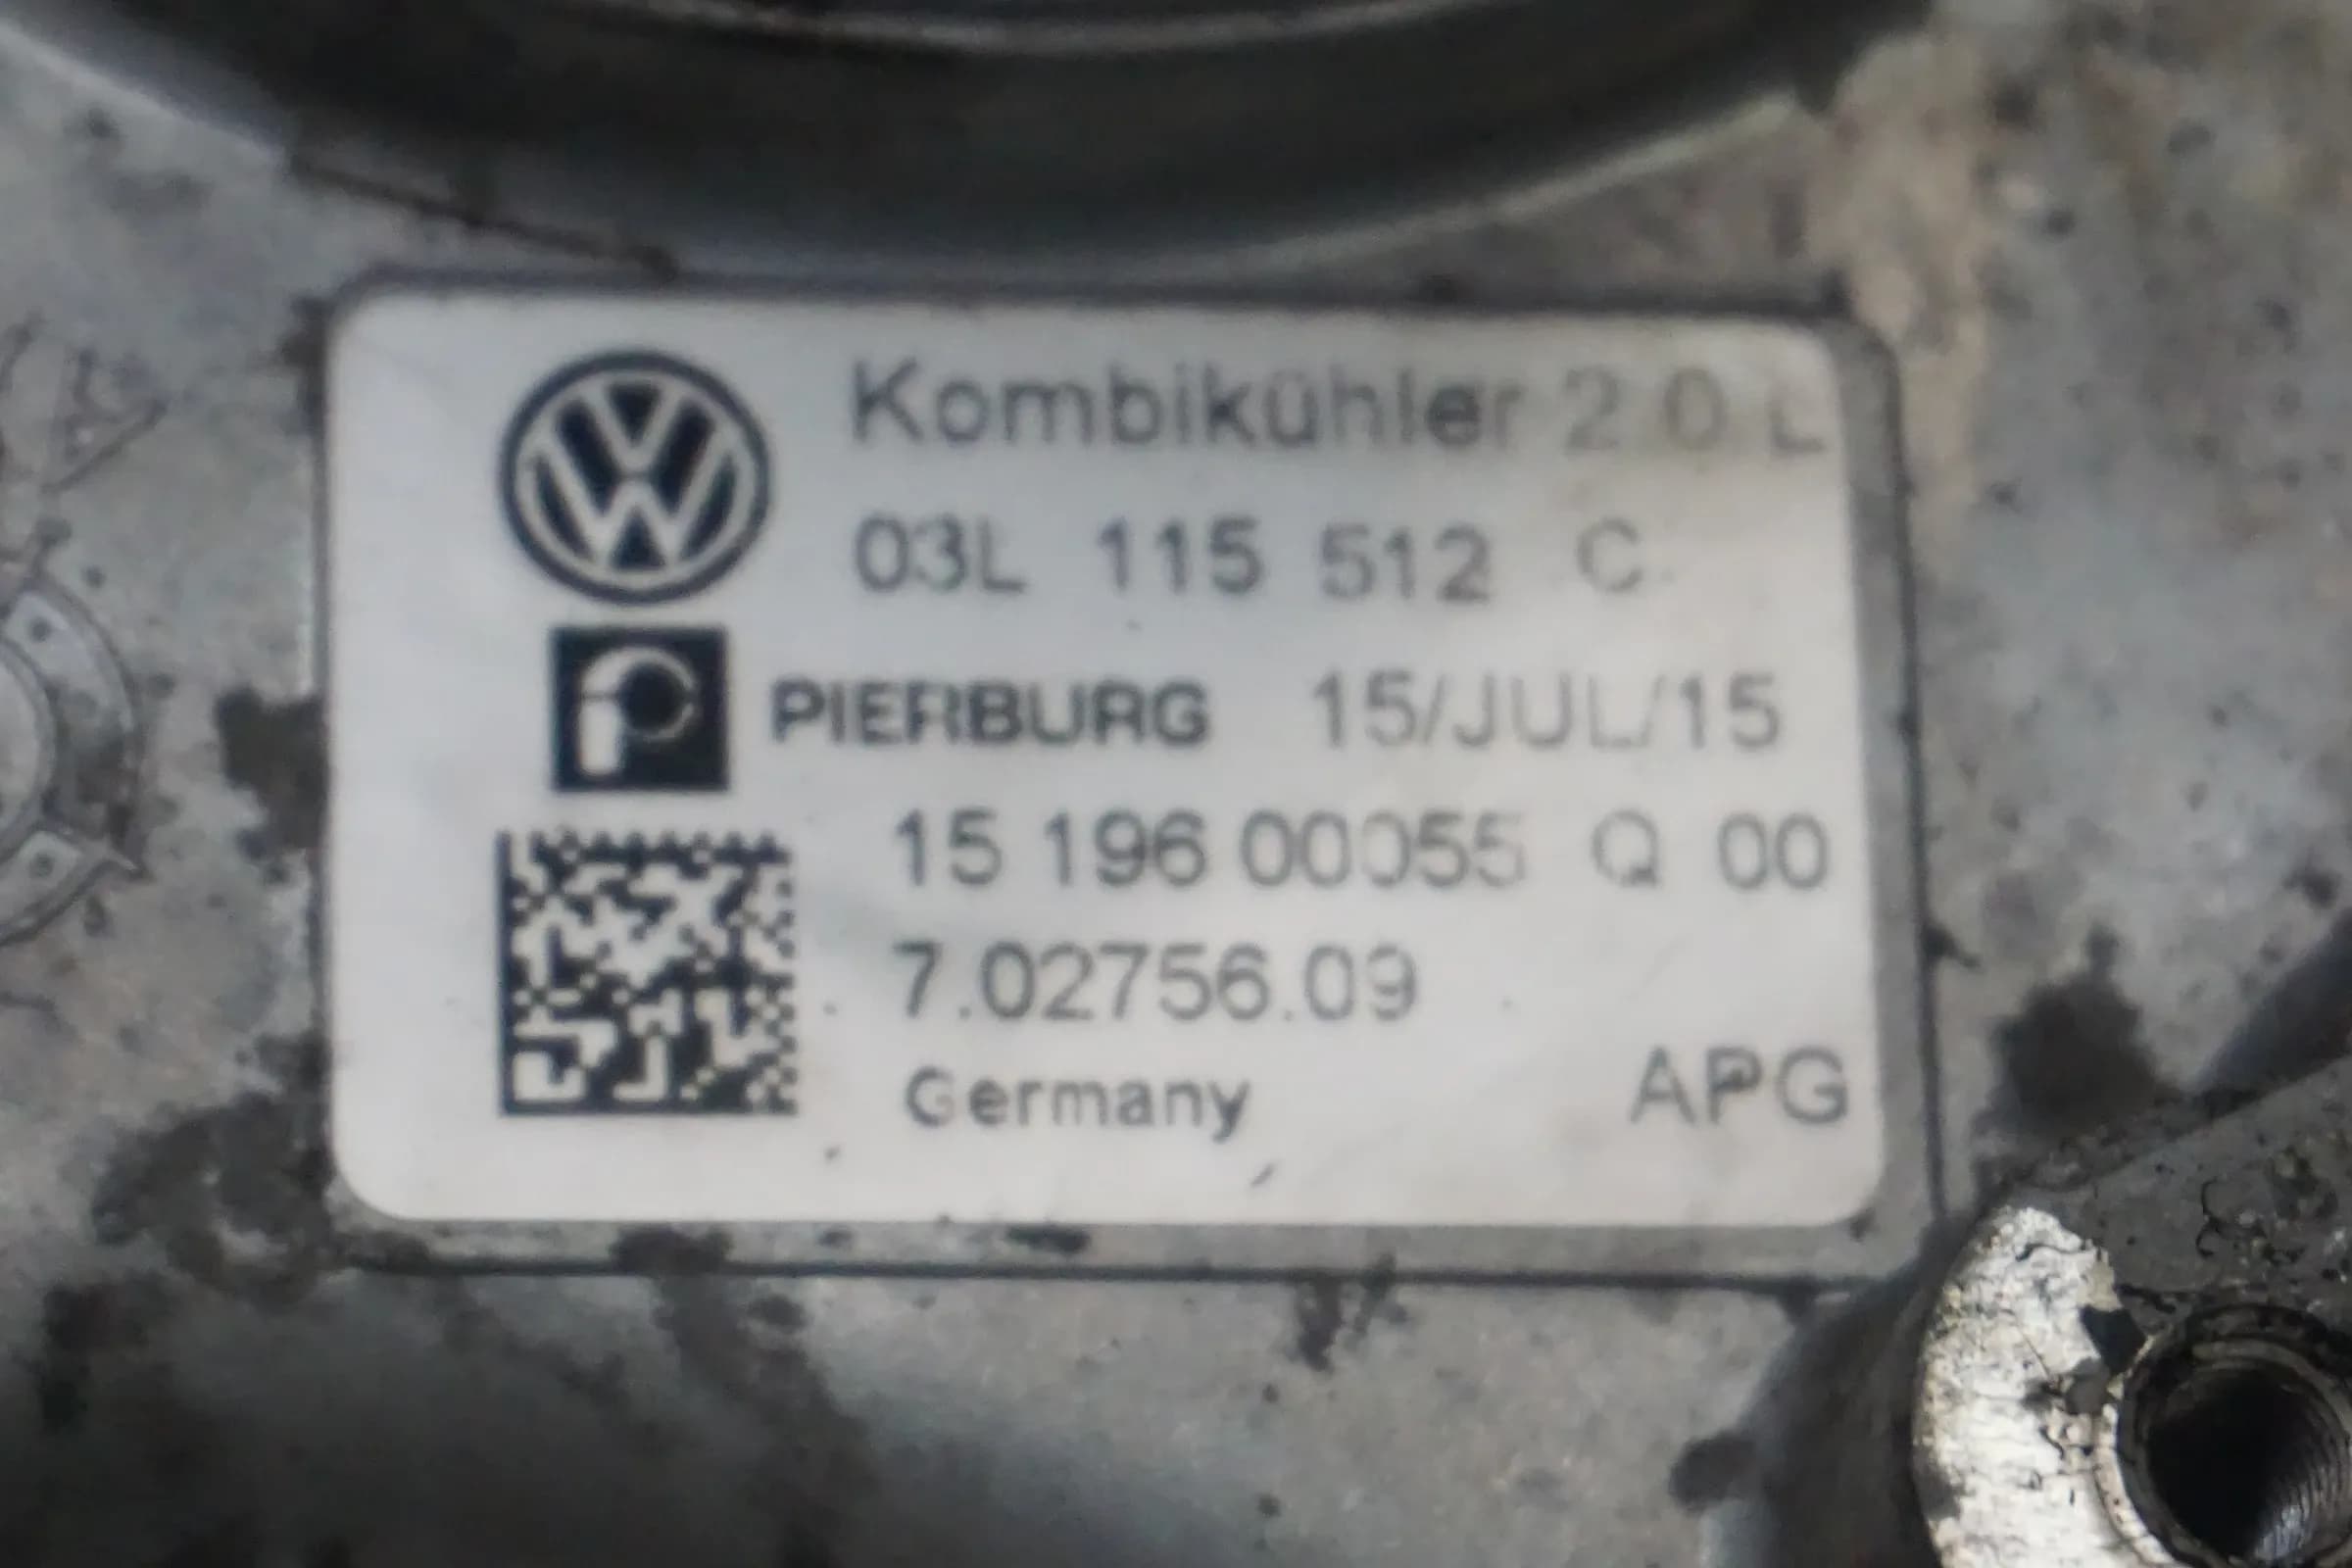 Kombikühler 2.0 L
03L 115 512 C
PIERBURG 15/JUL/15
15 196 00055 Q 00
7.02756.09
Germany APG